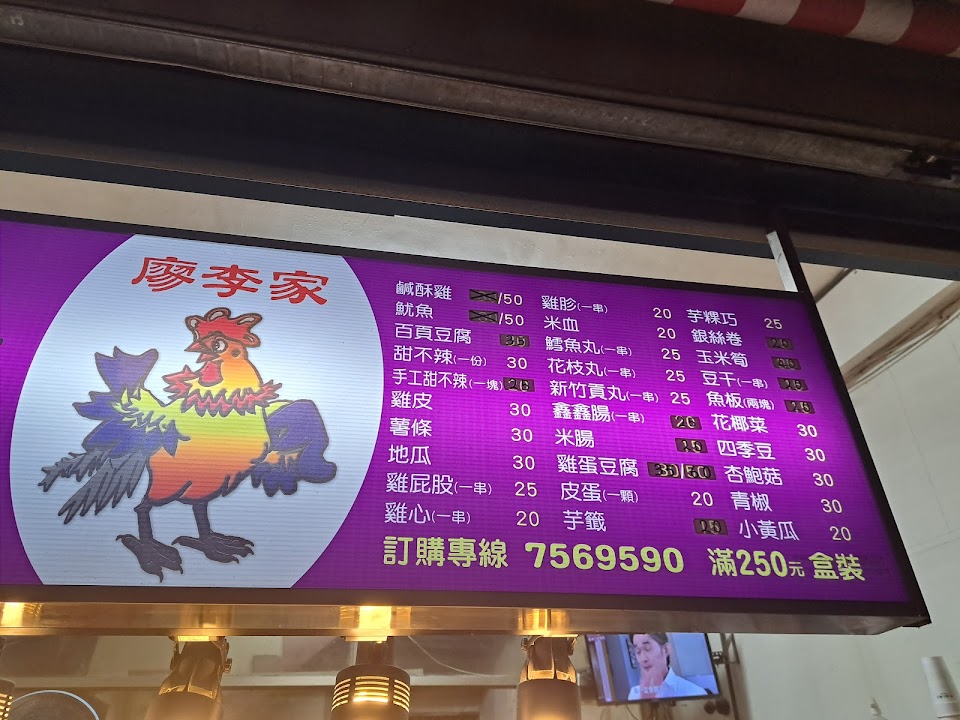 廖李家
鹹酥雞 /50
魷魚 /50
百頁豆腐 30
甜不辣(一份) 30
手工甜不辣(一塊) 20
雞皮 30
薯條 30
地瓜 30
雞屁股(一串) 25
雞心(一串) 20
雞胗(一串) 20
米血 20
鱈魚丸(一串) 25
花枝丸(一串) 25
新竹貢丸(一串) 25
鑫鑫腸(一串) 20
米腸 15
雞蛋豆腐 30/50
皮蛋(一顆) 20
芋籤 15
芋粿巧 25
銀絲卷
玉米筍
豆干(一串) 15
魚板(兩塊) 15
花椰菜 30
四季豆 30
杏鮑菇 30
青椒 30
小黃瓜 20
訂購專線 7569590 滿250元 盒裝